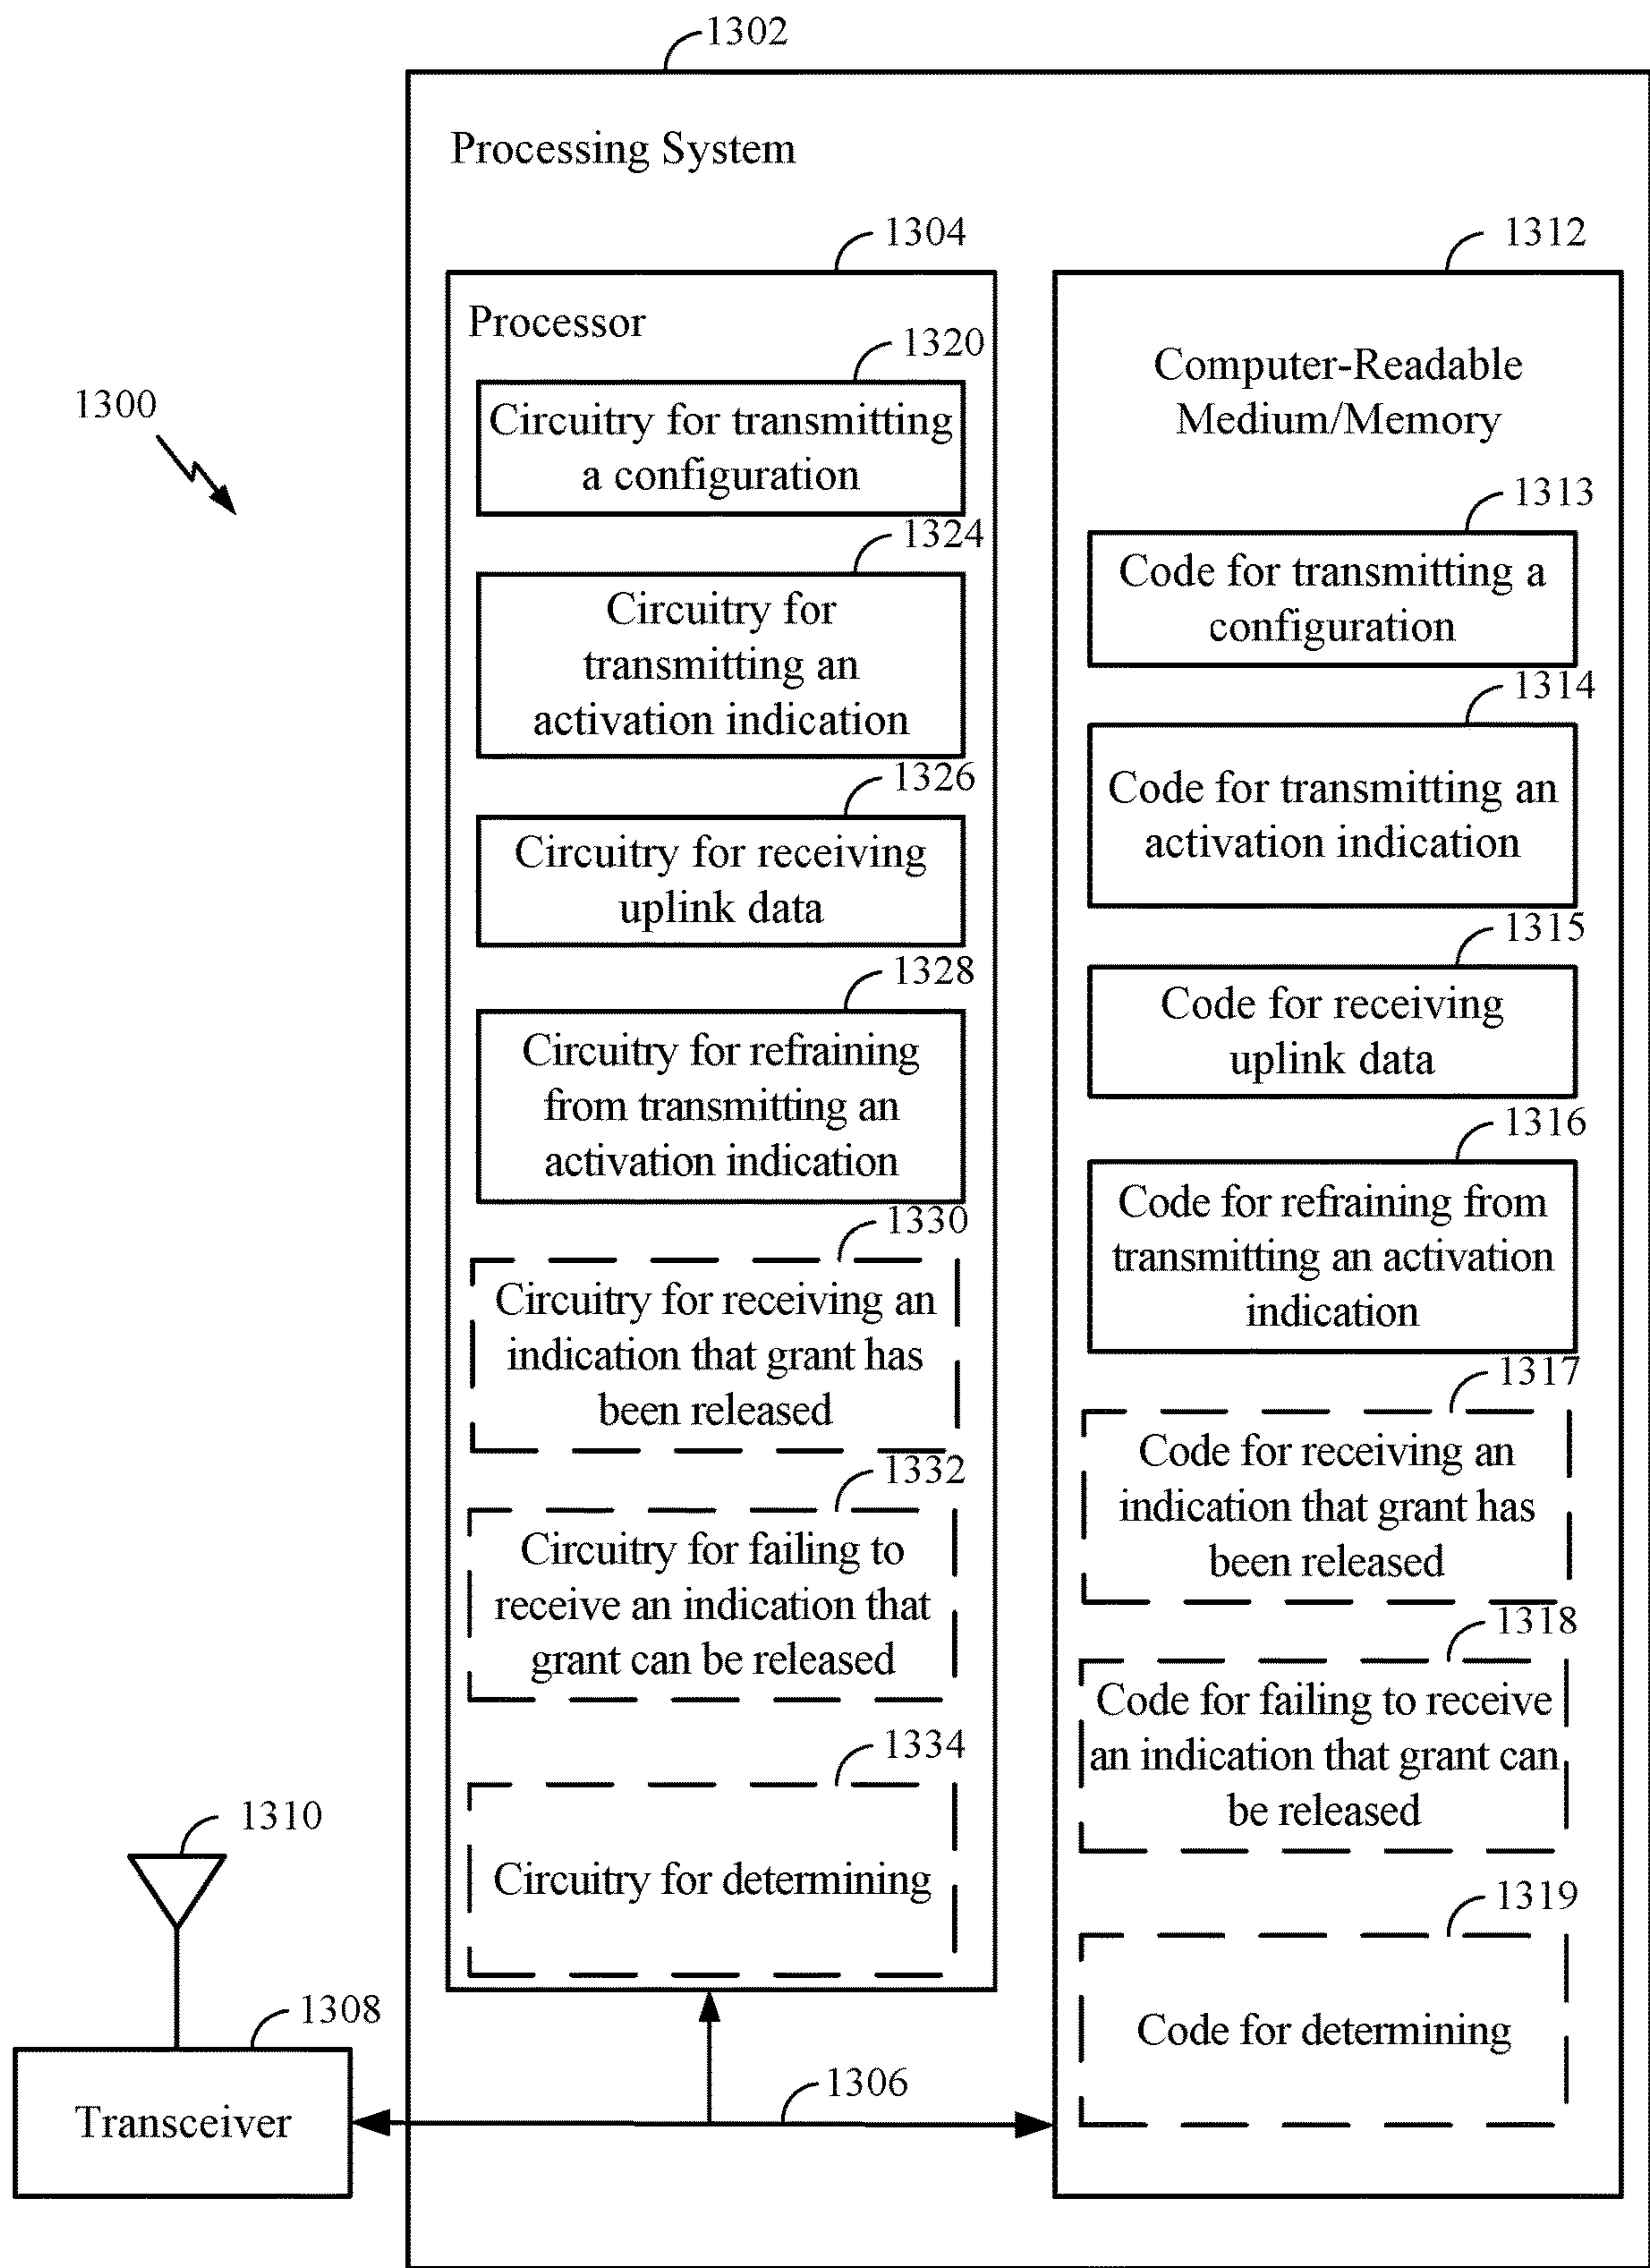 1302
Processing System
1304
Processor
1320
Circuitry for transmitting
a configuration
1324
Circuitry for
transmitting an
activation indication
1326
Circuitry for receiving
uplink data
1328
Circuitry for refraining
from transmitting an
activation indication
1330
Circuitry for receiving an
indication that grant has
been released
1332
Circuitry for failing to
receive an indication that
grant can be released
1334
Circuitry for determining
1312
Computer-Readable
Medium/Memory
1313
Code for transmitting a
configuration
1314
Code for transmitting an
activation indication
1315
Code for receiving
uplink data
1316
Code for refraining from
transmitting an activation
indication
1317
Code for receiving an
indication that grant has
been released
1318
Code for failing to receive
an indication that grant can
be released
1319
Code for determining
1300
1310
1308
Transceiver
1306